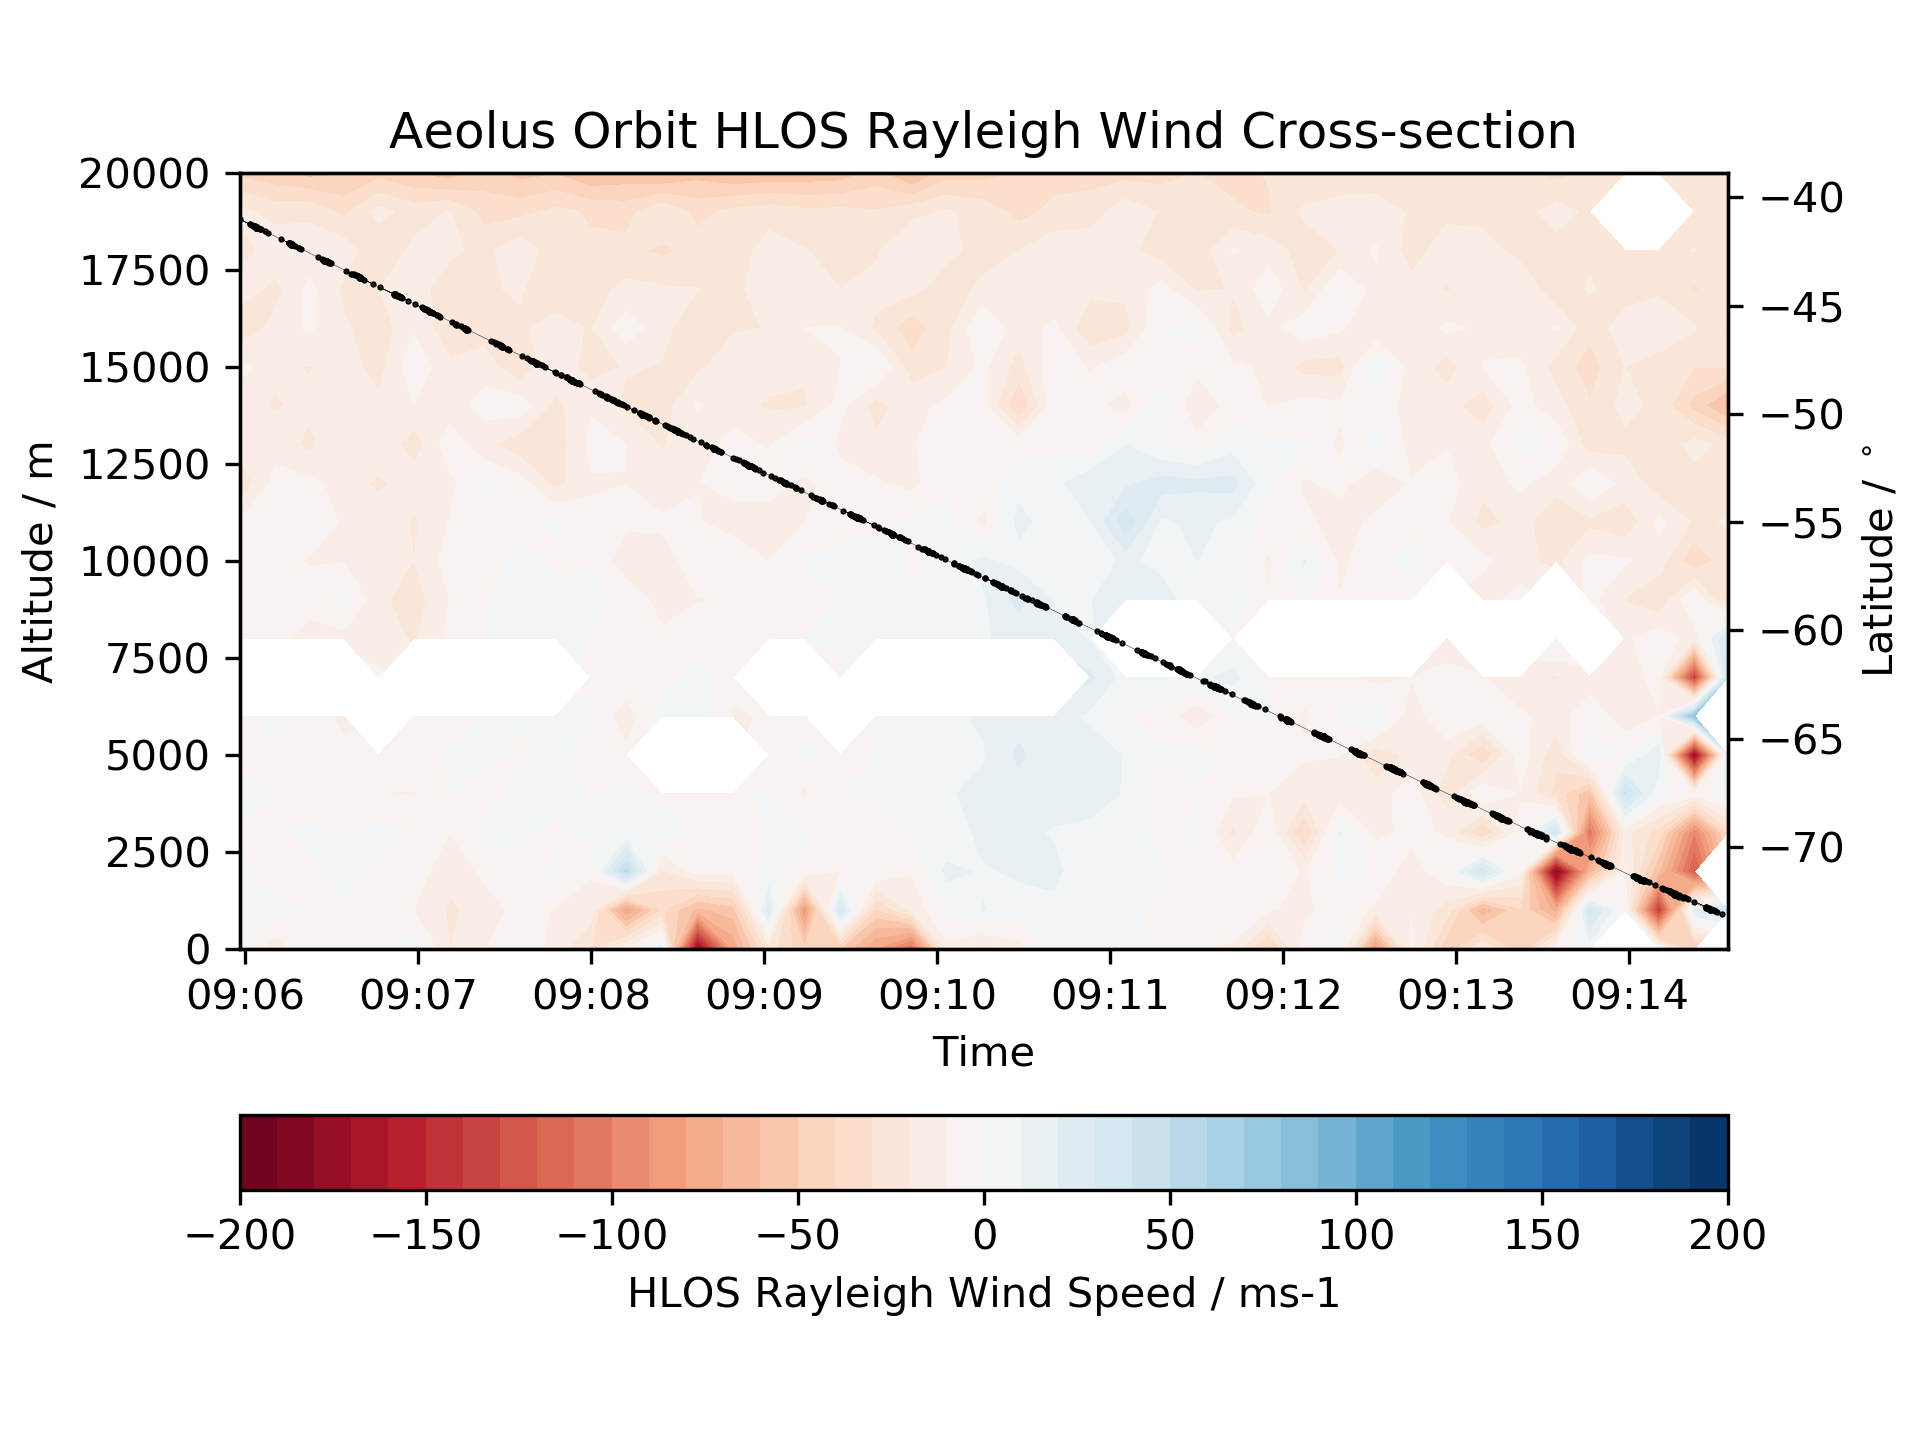 Aeolus Orbit HLOS Rayleigh Wind Cross-section
20000
17500
15000
12500
10000
7500
5000
2500
0
Altitude / m
−40
−45
−50
−55
−60
−65
−70
Latitude / °
09:06 09:07 09:08 09:09 09:10 09:11 09:12 09:13 09:14
Time
−200 −150 −100 −50 0 50 100 150 200
HLOS Rayleigh Wind Speed / ms-1